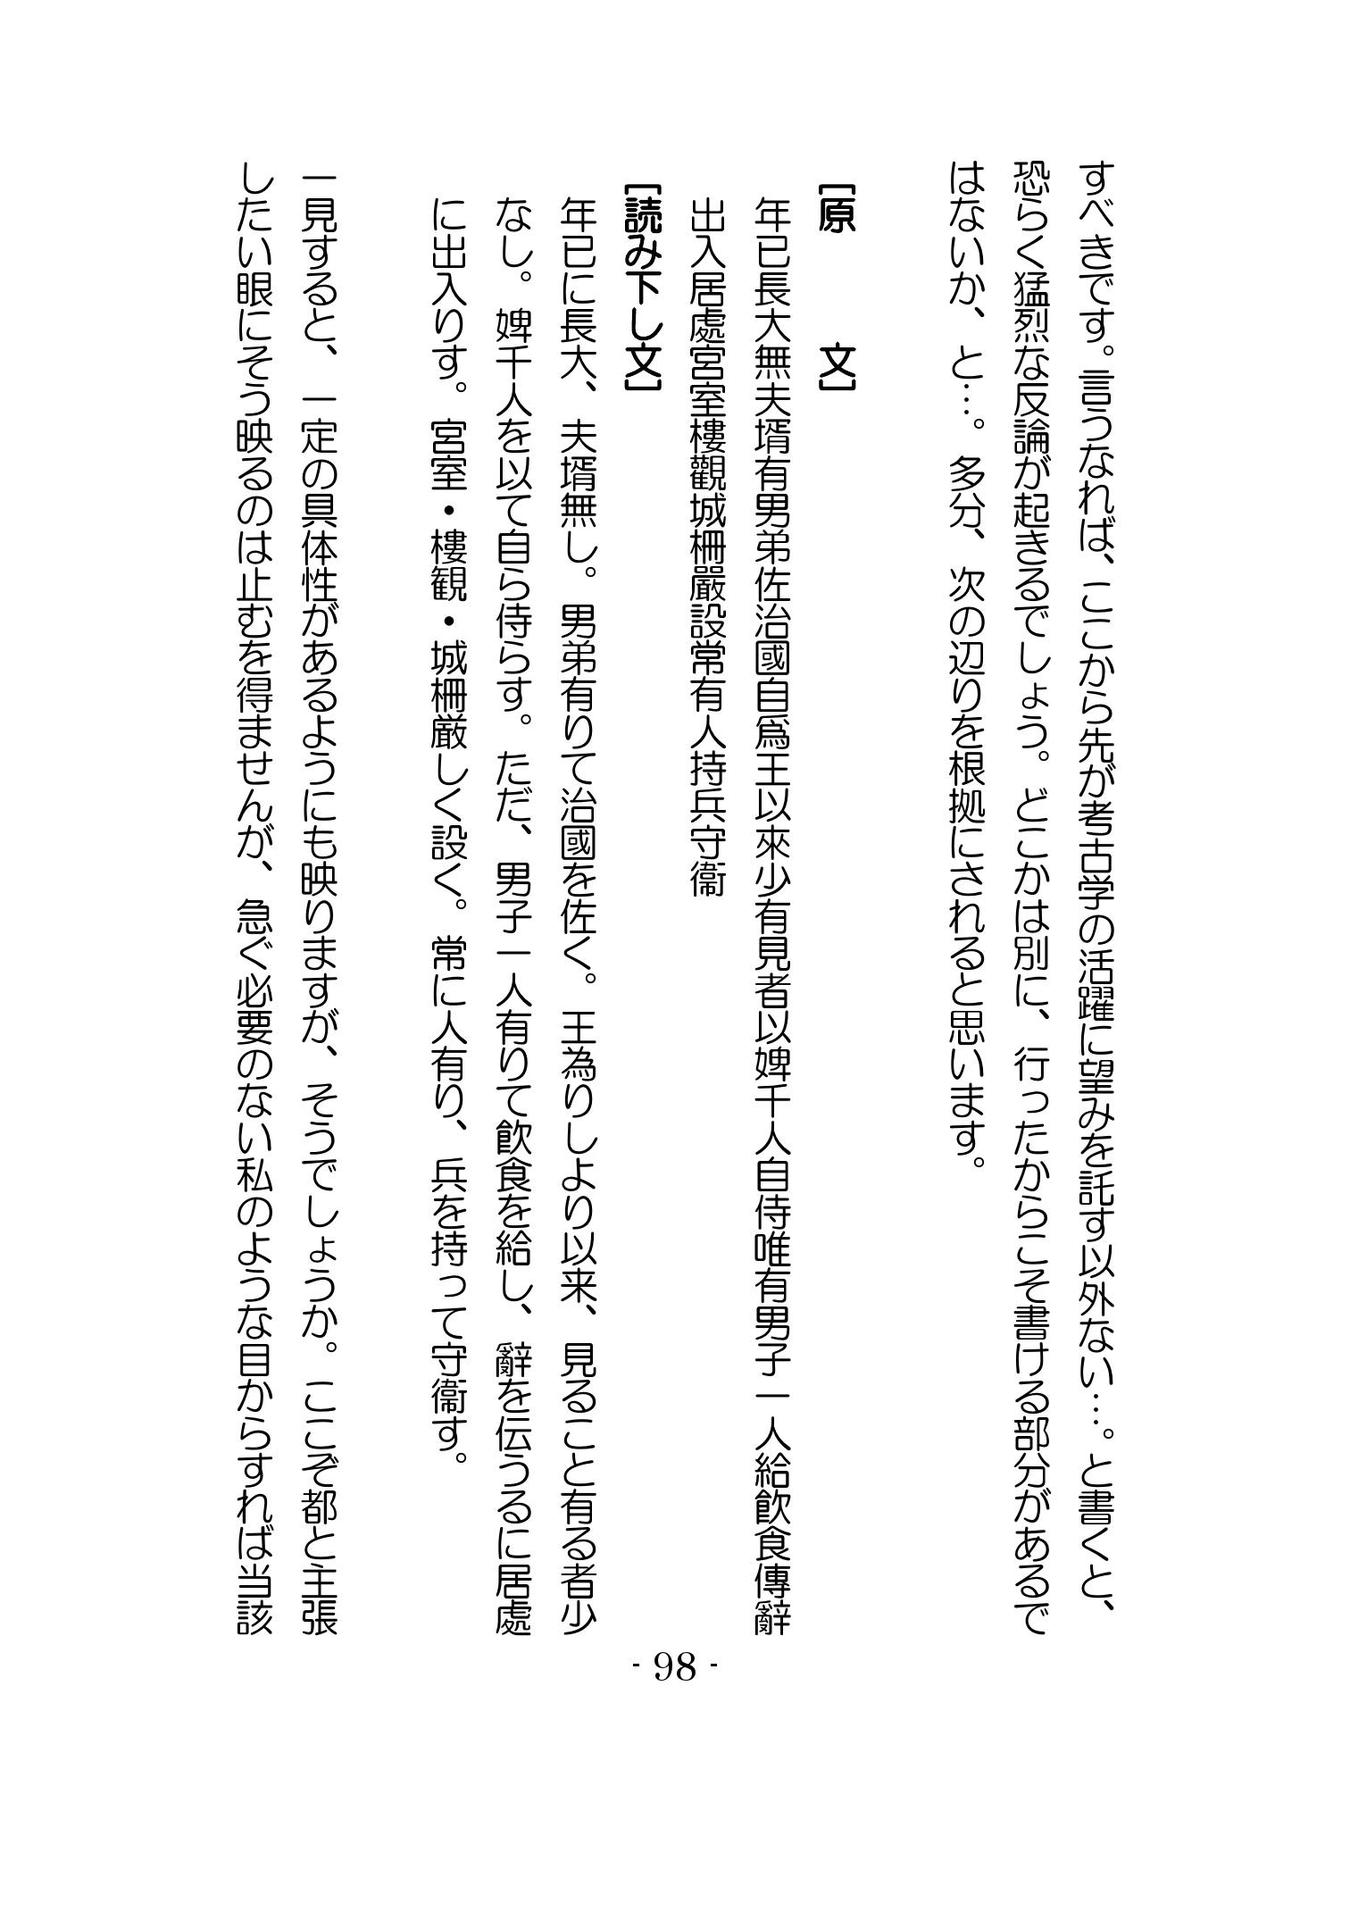 すべきです。言うなれば、ここから先が考古学の活躍に望みを託す以外ない…。と書くと、
恐らく猛烈な反論が起きるでしょう。どこかは別に、行ったからこそ書ける部分があるで
はないか、と…。多分、次の辺りを根拠にされると思います。
【原　　文】
年已長大無夫壻有男弟佐治國自爲王以來少有見者以婢千人自侍唯有男子一人給飲食傳辭
出入居處宮室樓觀城柵嚴設常有人持兵守衞
【読み下し文】
年已に長大、夫壻無し。男弟有りて治國を佐く。王為りしより以来、見ること有る者少
なし。婢千人を以て自ら侍らす。ただ、男子一人有りて飲食を給し、辭を伝うるに居處
に出入りす。宮室・樓観・城柵厳しく設く。常に人有り、兵を持って守衞す。
一見すると、一定の具体性があるようにも映りますが、そうでしょうか。ここぞ都と主張
したい眼にそう映るのは止むを得ませんが、急ぐ必要のない私のような目からすれば当該
- 98 -